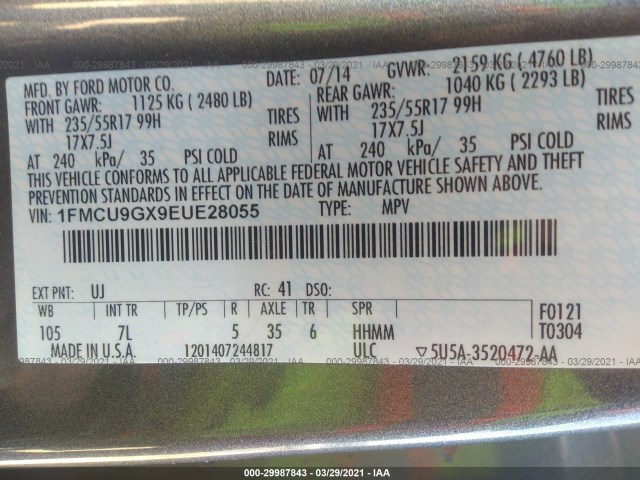 MFD. BY FORD MOTOR CO. DATE: 07/14 GVWR: 2159 KG ( 4760 LB)
FRONT GAWR: 1125 KG ( 2480 LB) REAR GAWR: 1040 KG ( 2293 LB)
WITH 235/55R17 99H TIRES WITH 235/55R17 99H TIRES
17X7.5J RIMS 17X7.5J RIMS
AT 240 kPa/ 35 PSI COLD AT 240 kPa/ 35 PSI COLD
THIS VEHICLE CONFORMS TO ALL APPLICABLE FEDERAL MOTOR VEHICLE SAFETY AND THEFT
PREVENTION STANDARDS IN EFFECT ON THE DATE OF MANUFACTURE SHOWN ABOVE.
VIN: 1FMCU9GX9EUE28055 TYPE: MPV
EXT PNT: UJ RC: 41 DSO:
WB INT TR TP/PS R AXLE TR SPR F0121
105 7L 5 35 6 HHMM T0304
MADE IN U.S.A. 1201407244817 ULC ▽5U5A-3520472-AA
000-29987843 - 03/29/2021 - IAA